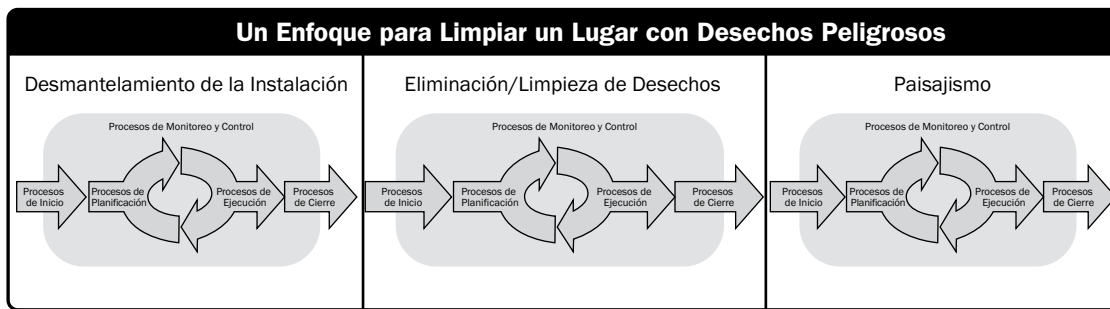 Un Enfoque para Limpiar un Lugar con Desechos Peligrosos
Desmantelamiento de la Instalación
Procesos de Monitoreo y Control
Procesos
de Inicio
Procesos de
Planificación
Procesos de
Ejecución
Procesos
de Cierre
Eliminación/Limpieza de Desechos
Procesos de Monitoreo y Control
Procesos
de Inicio
Procesos de
Planificación
Procesos de
Ejecución
Procesos
de Cierre
Paisajismo
Procesos de Monitoreo y Control
Procesos
de Inicio
Procesos de
Planificación
Procesos de
Ejecución
Procesos
de Cierre